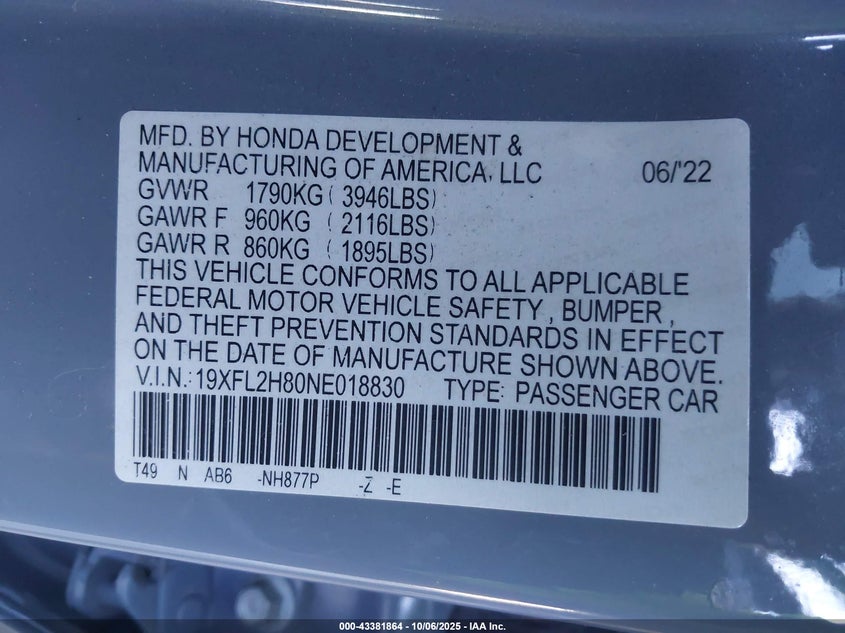 MFD. BY HONDA DEVELOPMENT &
MANUFACTURING OF AMERICA, LLC 06/'22
GVWR 1790KG ( 3946LBS)
GAWR F 960KG ( 2116LBS)
GAWR R 860KG ( 1895LBS)
THIS VEHICLE CONFORMS TO ALL APPLICABLE
FEDERAL MOTOR VEHICLE SAFETY , BUMPER ,
AND THEFT PREVENTION STANDARDS IN EFFECT
ON THE DATE OF MANUFACTURE SHOWN ABOVE.
V.I.N.: 19XFL2H80NE018830 TYPE: PASSENGER CAR
T49 N AB6 -NH877P -Z -E
000-43381864 - 10/06/2025 - IAA Inc.